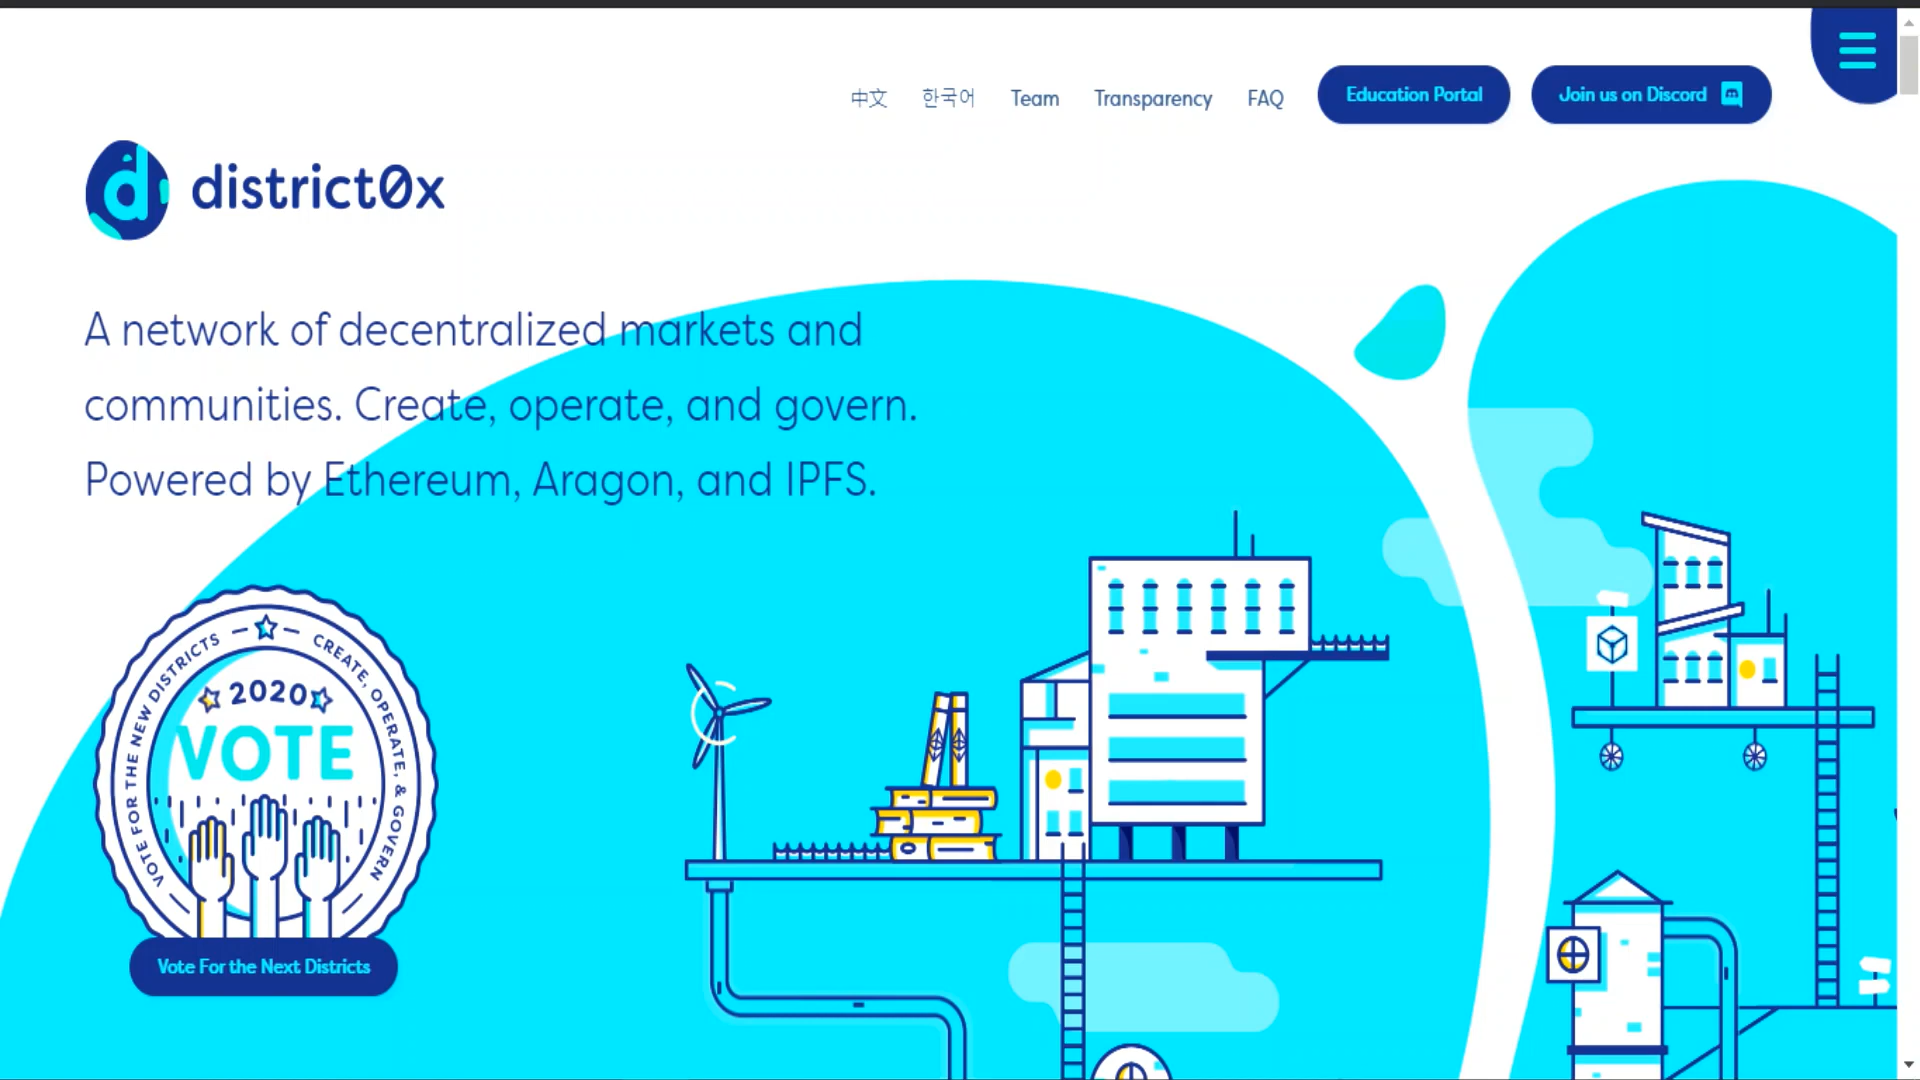 中文 한국어 Team Transparency FAQ Education Portal Join us on Discord
district0x
A network of decentralized markets and
communities. Create, operate, and govern.
Powered by Ethereum, Aragon, and IPFS.
VOTE FOR THE NEW DISTRICTS
CREATE, OPERATE, & GOVERN
2020
VOTE
Vote For the Next Districts